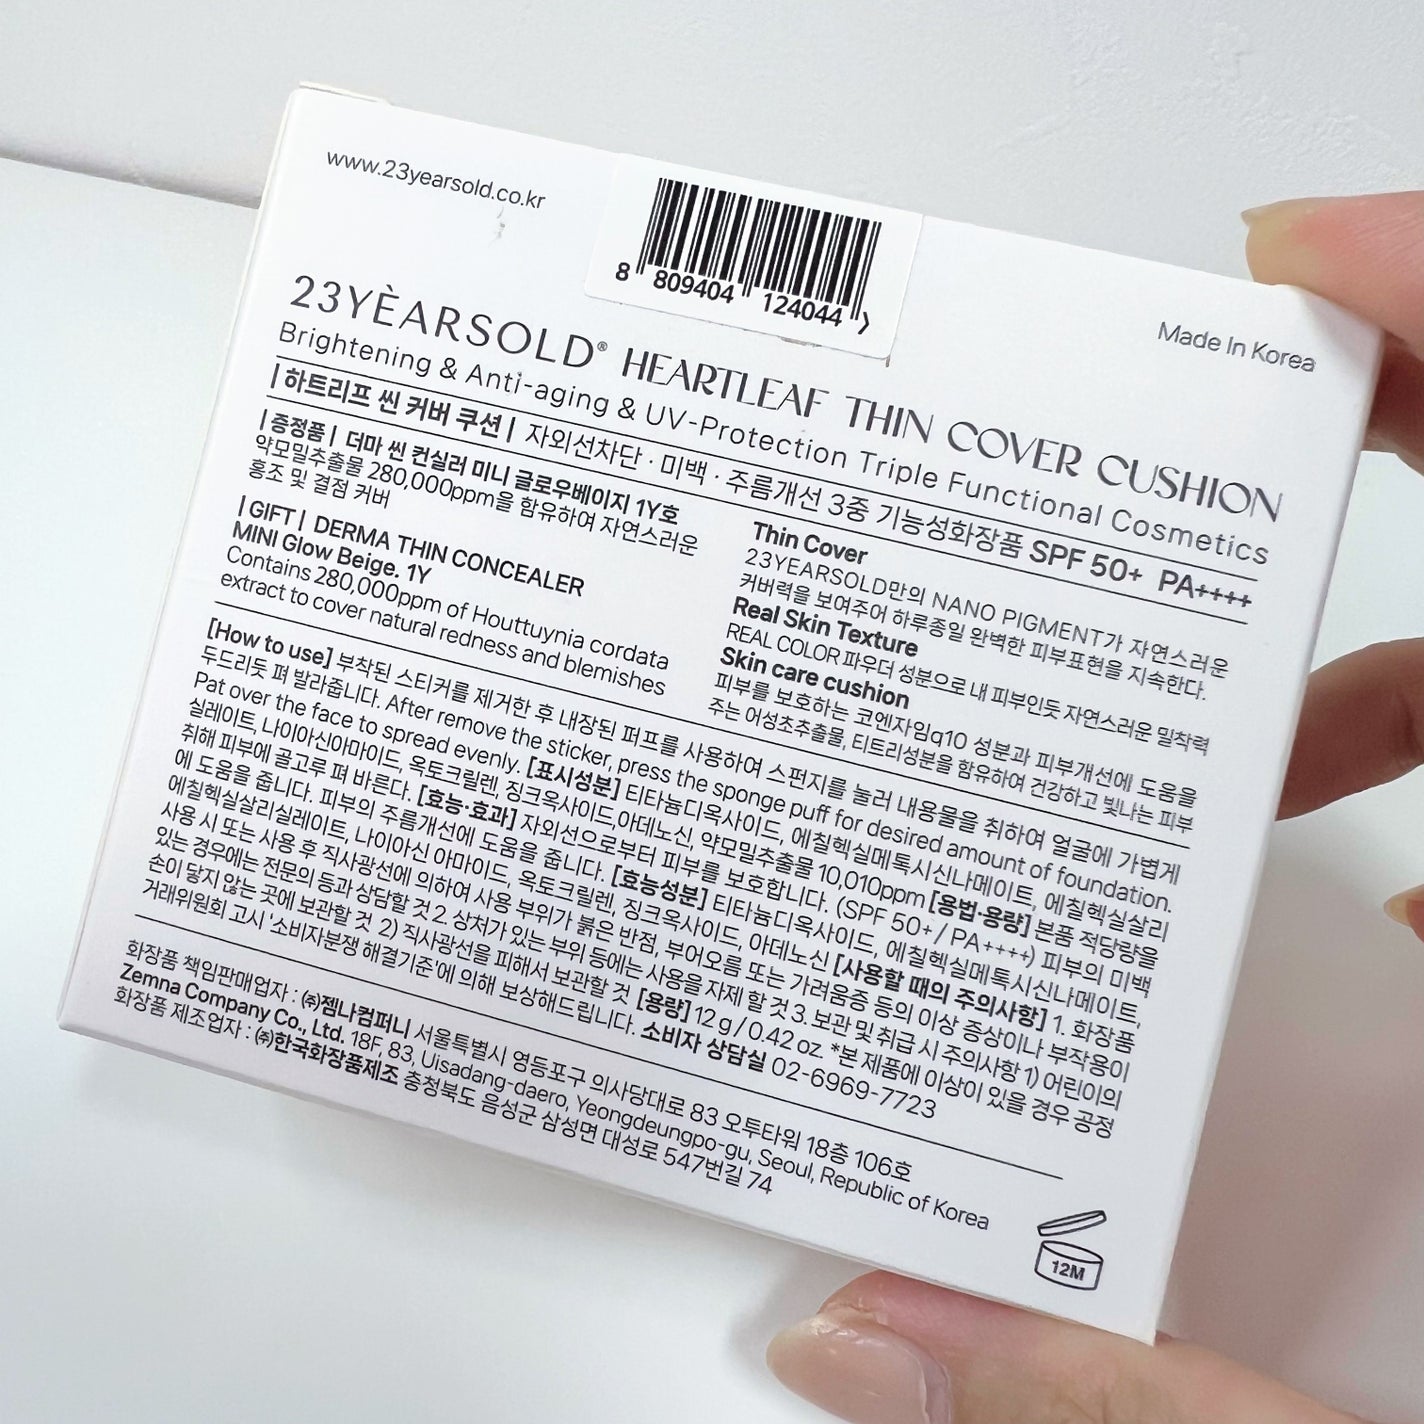 www.23yearsold.co.kr
8 809404 124044 >
Made In Korea
23YÈARSOLD® HEARTLEAF THIN COVER CUSHION
Brightening & Anti-aging & UV-Protection Triple Functional Cosmetics
| 하트리프 씬 커버 쿠션 | 자외선차단 · 미백 · 주름개선 3중 기능성화장품 SPF 50+ PA++++
| 증정품 | 더마 씬 컨실러 미니 글로우베이지 1Y호
약모밀추출물 280,000ppm을 함유하여 자연스러운
홍조 및 결점 커버
| GIFT | DERMA THIN CONCEALER
MINI Glow Beige. 1Y
Contains 280,000ppm of Houttuynia cordata
extract to cover natural redness and blemishes
Thin Cover
23YEARSOLD만의 NANO PIGMENT가 자연스러운
커버력을 보여주어 하루종일 완벽한 피부표현을 지속한다.
Real Skin Texture
REAL COLOR 파우더 성분으로 내 피부인듯 자연스러운 밀착력
Skin care cushion
피부를 보호하는 코엔자임q10 성분과 피부개선에 도움을
주는 어성초추출물, 티트리성분을 함유하여 건강하고 빛나는 피부
[How to use] 부착된 스티커를 제거한 후 내장된 퍼프를 사용하여 스펀지를 눌러 내용물을 취하여 얼굴에 가볍게
두드리듯 펴 발라줍니다. After remove the sticker, press the sponge puff for desired amount of foundation.
Pat over the face to spread evenly. [표시성분] 티타늄디옥사이드, 에칠헥실메톡시신나메이트, 에칠헥실살리
실레이트, 나이아신아마이드, 옥토크릴렌, 징크옥사이드,아데노신, 약모밀추출물 10,010ppm [용법·용량] 본품 적당량을
취해 피부에 골고루 펴 바른다. [효능·효과] 자외선으로부터 피부를 보호합니다. (SPF 50+ / PA++++) 피부의 미백
에 도움을 줍니다. 피부의 주름개선에 도움을 줍니다. [효능성분] 티타늄디옥사이드, 에칠헥실메톡시신나메이트,
에칠헥실살리실레이트, 나이아신 아마이드, 옥토크릴렌, 징크옥사이드, 아데노신 [사용할 때의 주의사항] 1. 화장품
사용 시 또는 사용 후 직사광선에 의하여 사용 부위가 붉은 반점, 부어오름 또는 가려움증 등의 이상 증상이나 부작용이
있는 경우에는 전문의 등과 상담할 것 2. 상처가 있는 부위 등에는 사용을 자제 할 것 3. 보관 및 취급 시 주의사항 1) 어린이의
손이 닿지 않는 곳에 보관할 것 2) 직사광선을 피해서 보관할 것 [용량] 12 g / 0.42 oz. *본 제품에 이상이 있을 경우 공정
거래위원회 고시 '소비자분쟁 해결기준'에 의해 보상해드립니다. 소비자 상담실 02-6969-7723
화장품 책임판매업자 : ㈜젬나컴퍼니 서울특별시 영등포구 의사당대로 83 오투타워 18층 106호
Zemna Company Co., Ltd. 18F, 83, Uisadang-daero, Yeongdeungpo-gu, Seoul, Republic of Korea
화장품 제조업자 : ㈜한국화장품제조 충청북도 음성군 삼성면 대성로 547번길 74
12M